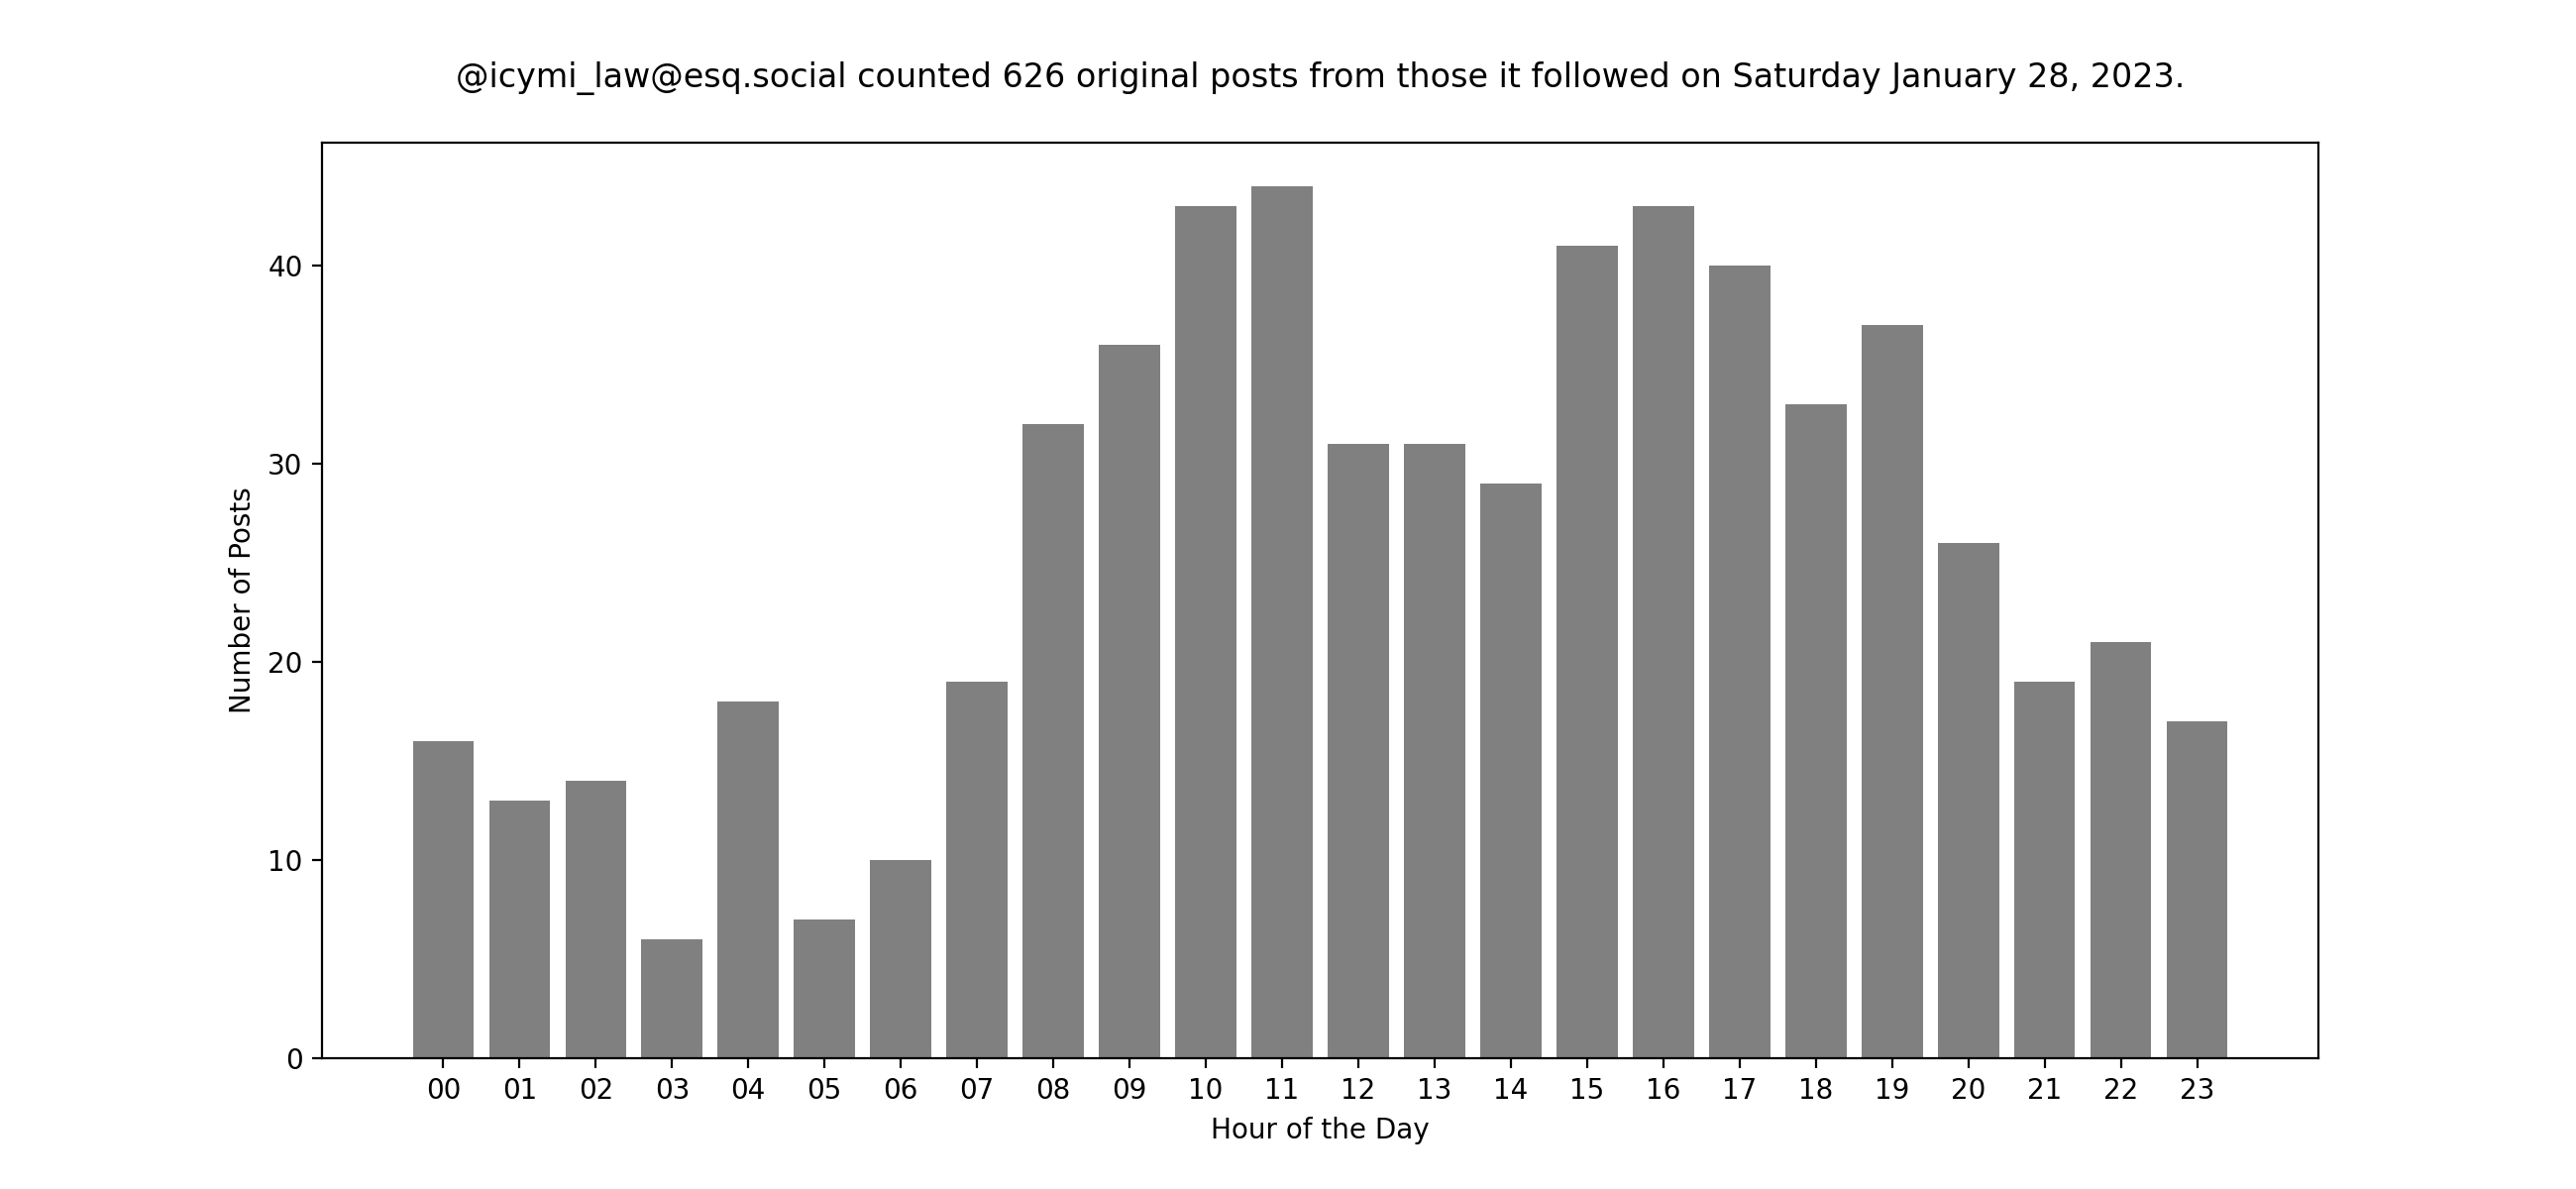 @icymi_law@esq.social counted 626 original posts from those it followed on Saturday January 28, 2023.
Number of Posts
40
30
20
10
0
00 01 02 03 04 05 06 07 08 09 10 11 12 13 14 15 16 17 18 19 20 21 22 23
Hour of the Day